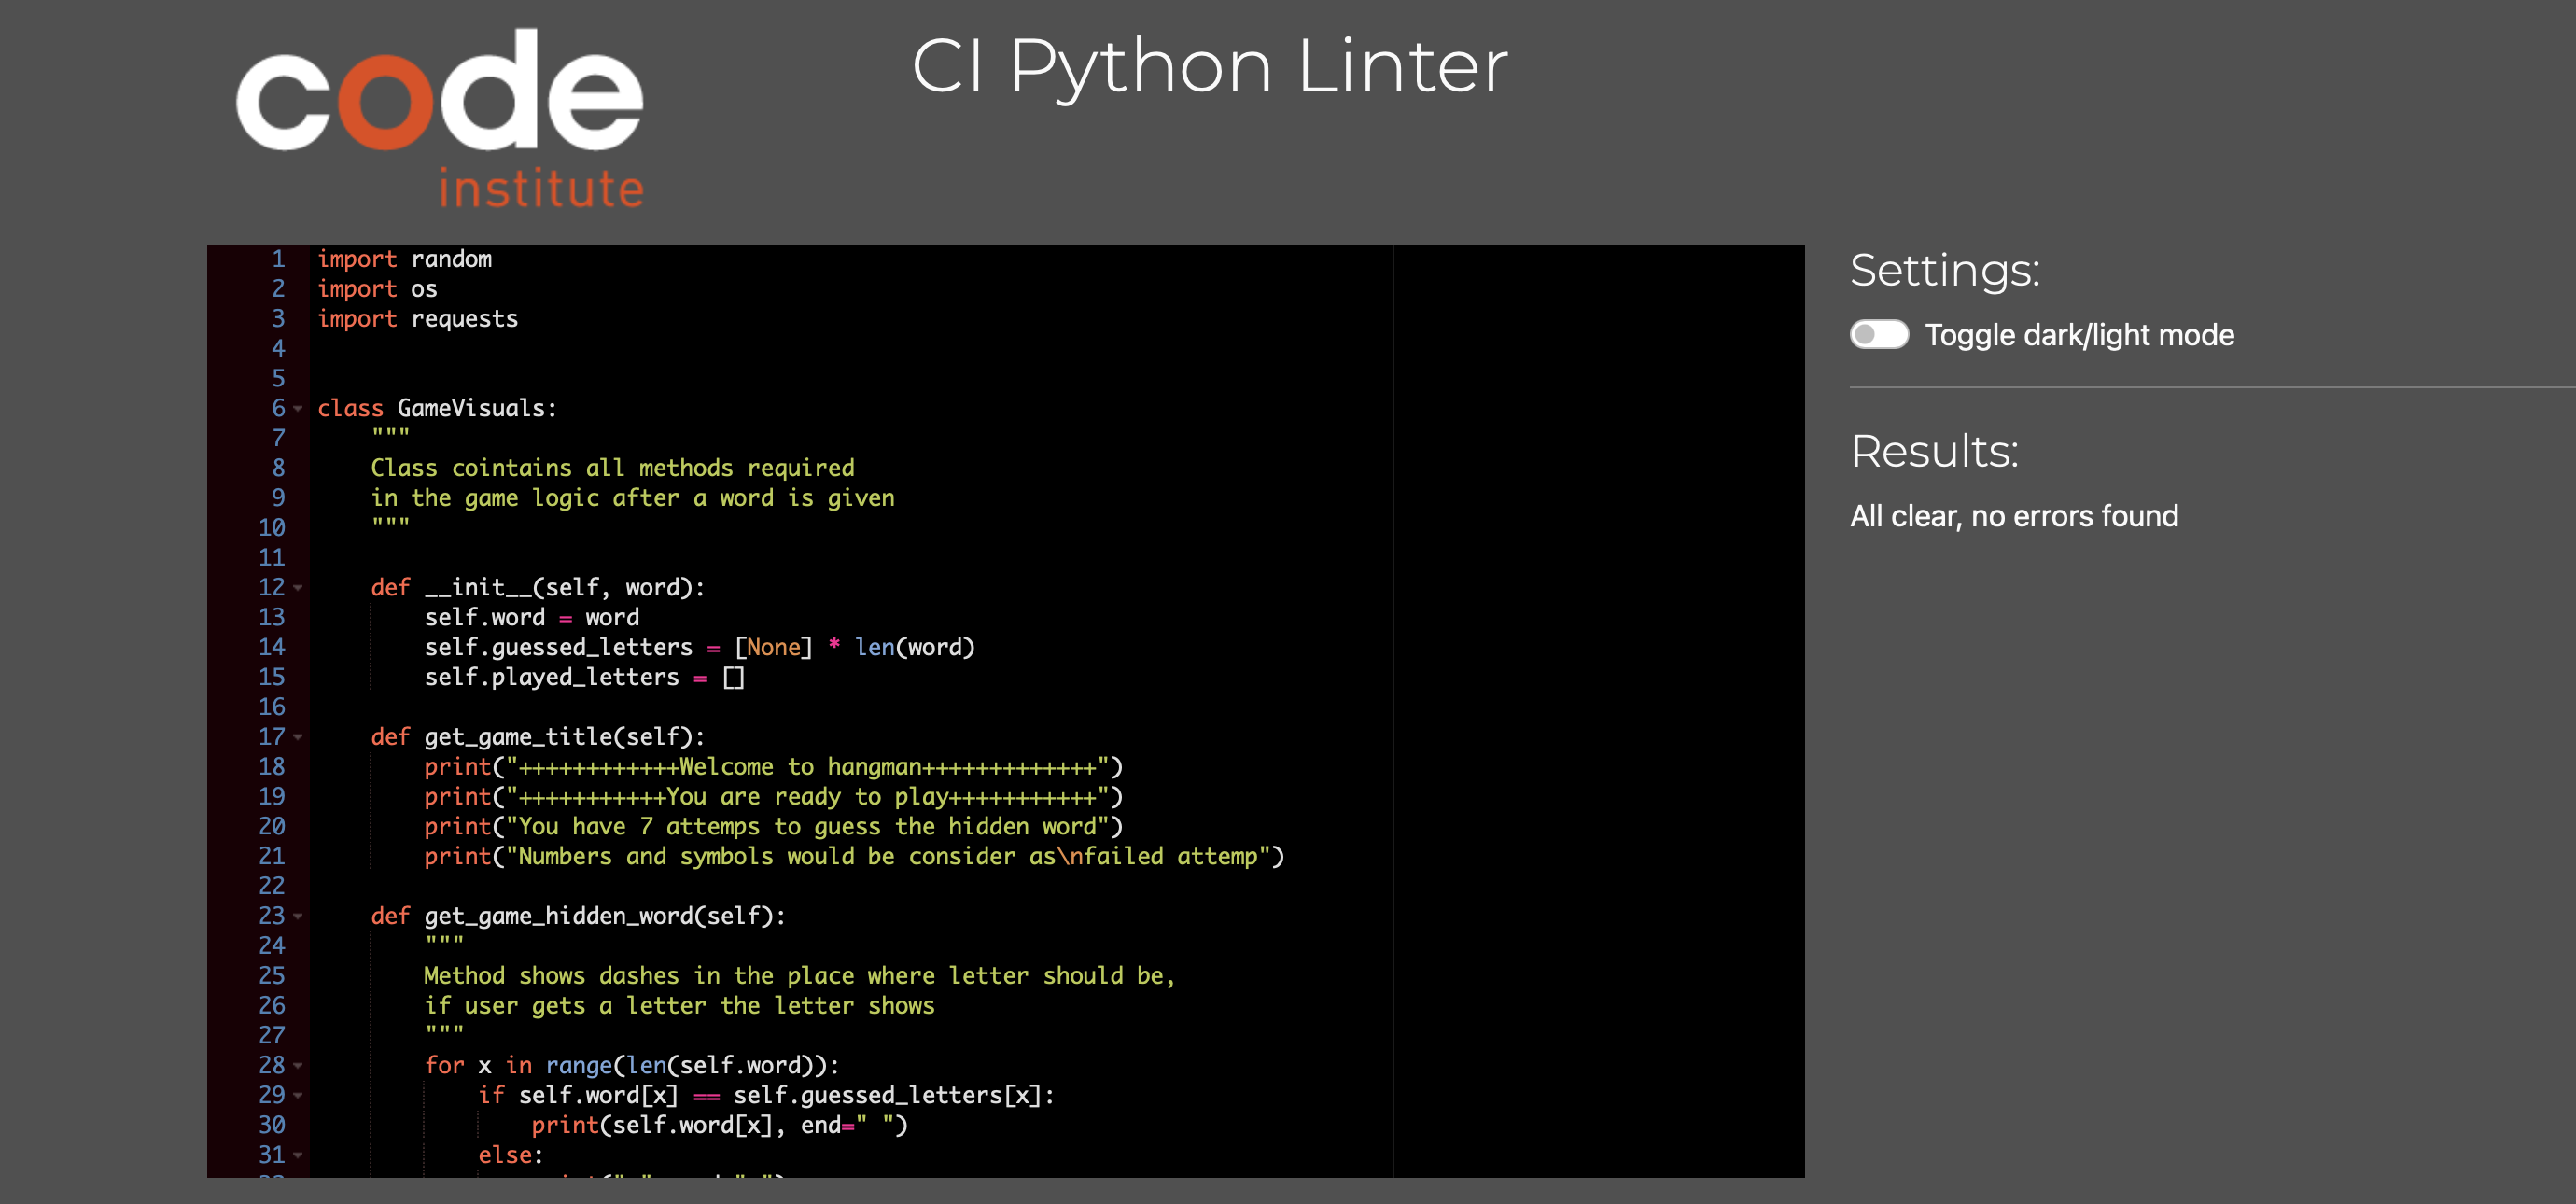 code
institute
CI Python Linter
1 import random
2 import os
3 import requests
4
5
6 class GameVisuals:
7 """
8 Class cointains all methods required
9 in the game logic after a word is given
10 """
11
12 def __init__(self, word):
13 self.word = word
14 self.guessed_letters = [None] * len(word)
15 self.played_letters = []
16
17 def get_game_title(self):
18 print("++++++++++++Welcome to hangman+++++++++++++")
19 print("+++++++++++You are ready to play+++++++++++")
20 print("You have 7 attemps to guess the hidden word")
21 print("Numbers and symbols would be consider as\nfailed attemp")
22
23 def get_game_hidden_word(self):
24 """
25 Method shows dashes in the place where letter should be,
26 if user gets a letter the letter shows
27 """
28 for x in range(len(self.word)):
29 if self.word[x] == self.guessed_letters[x]:
30 print(self.word[x], end=" ")
31 else:
Settings:
Toggle dark/light mode
Results:
All clear, no errors found